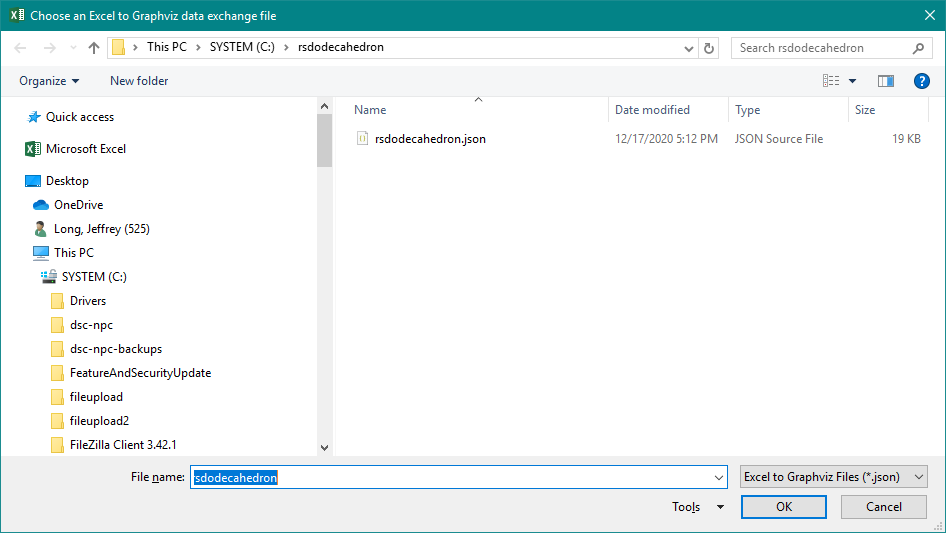 Choose an Excel to Graphviz data exchange file
This PC > SYSTEM (C:) > rsdodecahedron
Search rsdodecahedron
Organize
New folder
Quick access
Microsoft Excel
Desktop
OneDrive
Long, Jeffrey (525)
This PC
SYSTEM (C:)
Drivers
dsc-npc
dsc-npc-backups
FeatureAndSecurityUpdate
fileupload
fileupload2
FileZilla Client 3.42.1
Name Date modified Type Size
rsdodecahedron.json 12/17/2020 5:12 PM JSON Source File 19 KB
File name: rsdodecahedron
Excel to Graphviz Files (*.json)
Tools
OK
Cancel